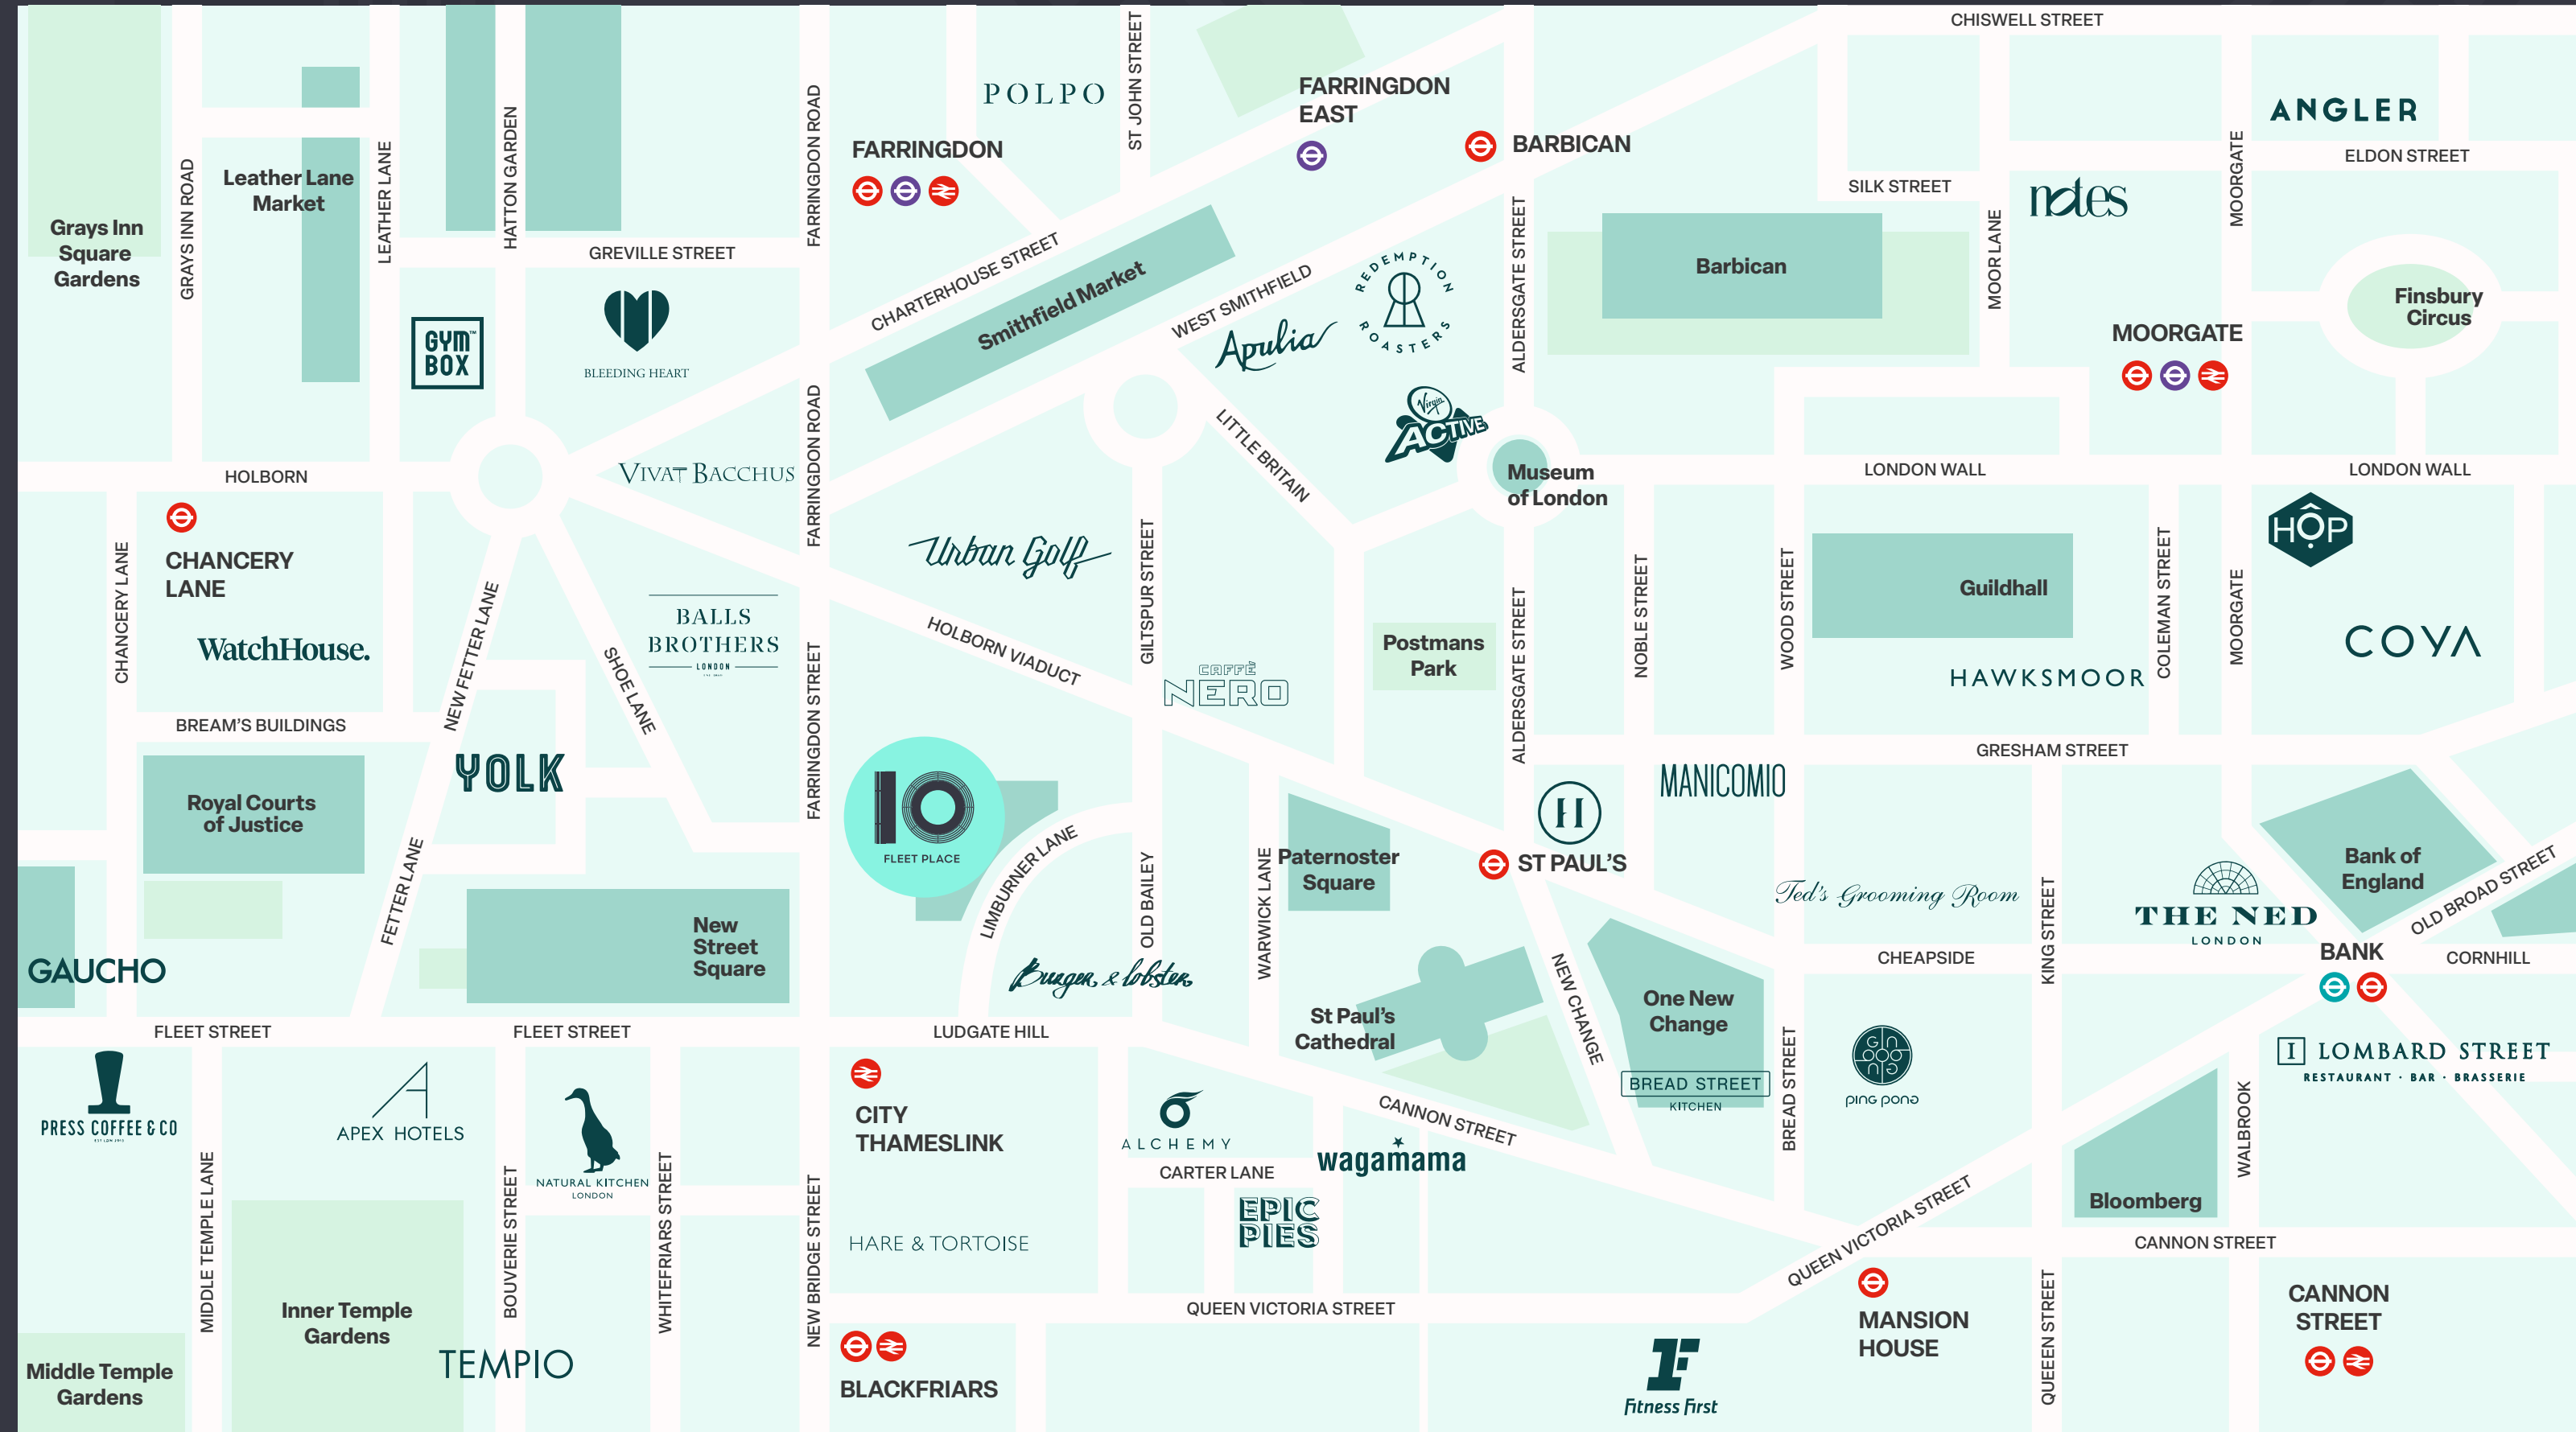 CHISWELL STREET
POLPO
ST JOHN STREET
FARRINGDON
EAST
BARBICAN
ANGLER
ELDON STREET
MOORGATE
FARRINGDON ROAD
FARRINGDON
HATTON GARDEN
LEATHER LANE
Leather Lane
Market
GRAYS INN ROAD
Grays Inn
Square
Gardens
GREVILLE STREET
CHARTERHOUSE STREET
Smithfield Market
WEST SMITHFIELD
Apulia
REDEMPTION
ROASTERS
ALDERSGATE STREET
Barbican
SILK STREET
MOOR LANE
notes
MOORGATE
Finsbury
Circus
GYM
BOX
™
BLEEDING HEART
FARRINGDON ROAD
Virgin
ACTIVE
LITTLE BRITAIN
Museum
of London
LONDON WALL
LONDON WALL
HOLBORN
VIVAT BACCHUS
CHANCERY
LANE
CHANCERY LANE
WatchHouse.
NEW FETTER LANE
SHOE LANE
BALLS
BROTHERS
LONDON
Urban Golf
GILTSPUR STREET
HOLBORN VIADUCT
CAFFÈ
NERO
Postmans
Park
ALDERSGATE STREET
NOBLE STREET
WOOD STREET
Guildhall
HAWKSMOOR
COLEMAN STREET
MOORGATE
HÔP
COYA
GRESHAM STREET
BREAM'S BUILDINGS
Royal Courts
of Justice
YOLK
FARRINGDON STREET
10
FLEET PLACE
LIMBURNER LANE
OLD BAILEY
WARWICK LANE
Paternoster
Square
H
ST PAUL'S
MANICOMIO
Ted's Grooming Room
KING STREET
THE NED
LONDON
Bank of
England
OLD BROAD STREET
BANK
CORNHILL
CHEAPSIDE
FETTER LANE
New
Street
Square
GAUCHO
Burger & lobster
St Paul's
Cathedral
NEW CHANGE
One New
Change
FLEET STREET
FLEET STREET
LUDGATE HILL
PRESS COFFEE & CO
APEX HOTELS
NATURAL KITCHEN
LONDON
CITY
THAMESLINK
ALCHEMY
CARTER LANE
CANNON STREET
wagamama
BREAD STREET
KITCHEN
BREAD STREET
ping pong
ping pong
I LOMBARD STREET
RESTAURANT · BAR · BRASSERIE
WALBROOK
Bloomberg
MIDDLE TEMPLE LANE
BOUVERIE STREET
WHITEFRIARS STREET
NEW BRIDGE STREET
HARE & TORTOISE
EPIC
PIES
QUEEN VICTORIA STREET
QUEEN VICTORIA STREET
CANNON STREET
Inner Temple
Gardens
Middle Temple
Gardens
TEMPIO
BLACKFRIARS
F
Fitness First
MANSION
HOUSE
QUEEEN STREET
CANNON
STREET